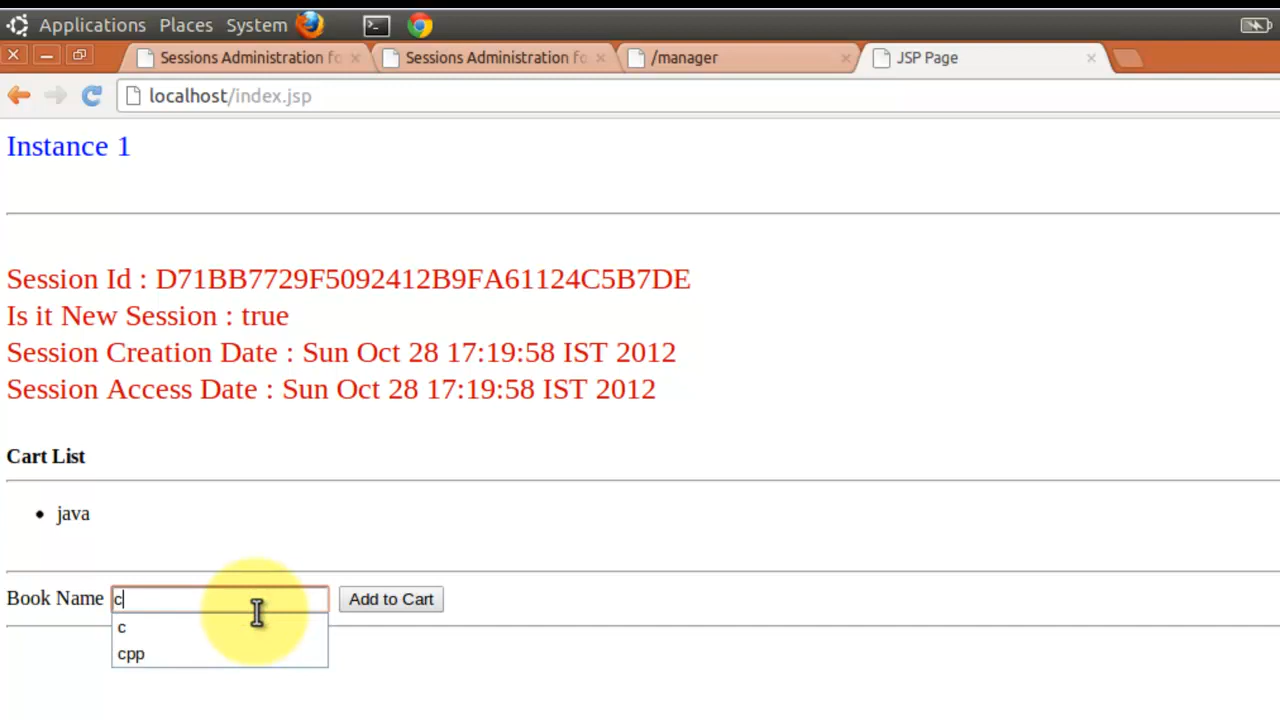 Applications Places System
Sessions Administration fo
Sessions Administration fo
/manager
JSP Page
localhost/index.jsp
Instance 1
Session Id : D71BB7729F5092412B9FA61124C5B7DE
Is it New Session : true
Session Creation Date : Sun Oct 28 17:19:58 IST 2012
Session Access Date : Sun Oct 28 17:19:58 IST 2012
Cart List
java
Book Name c Add to Cart
c
cpp